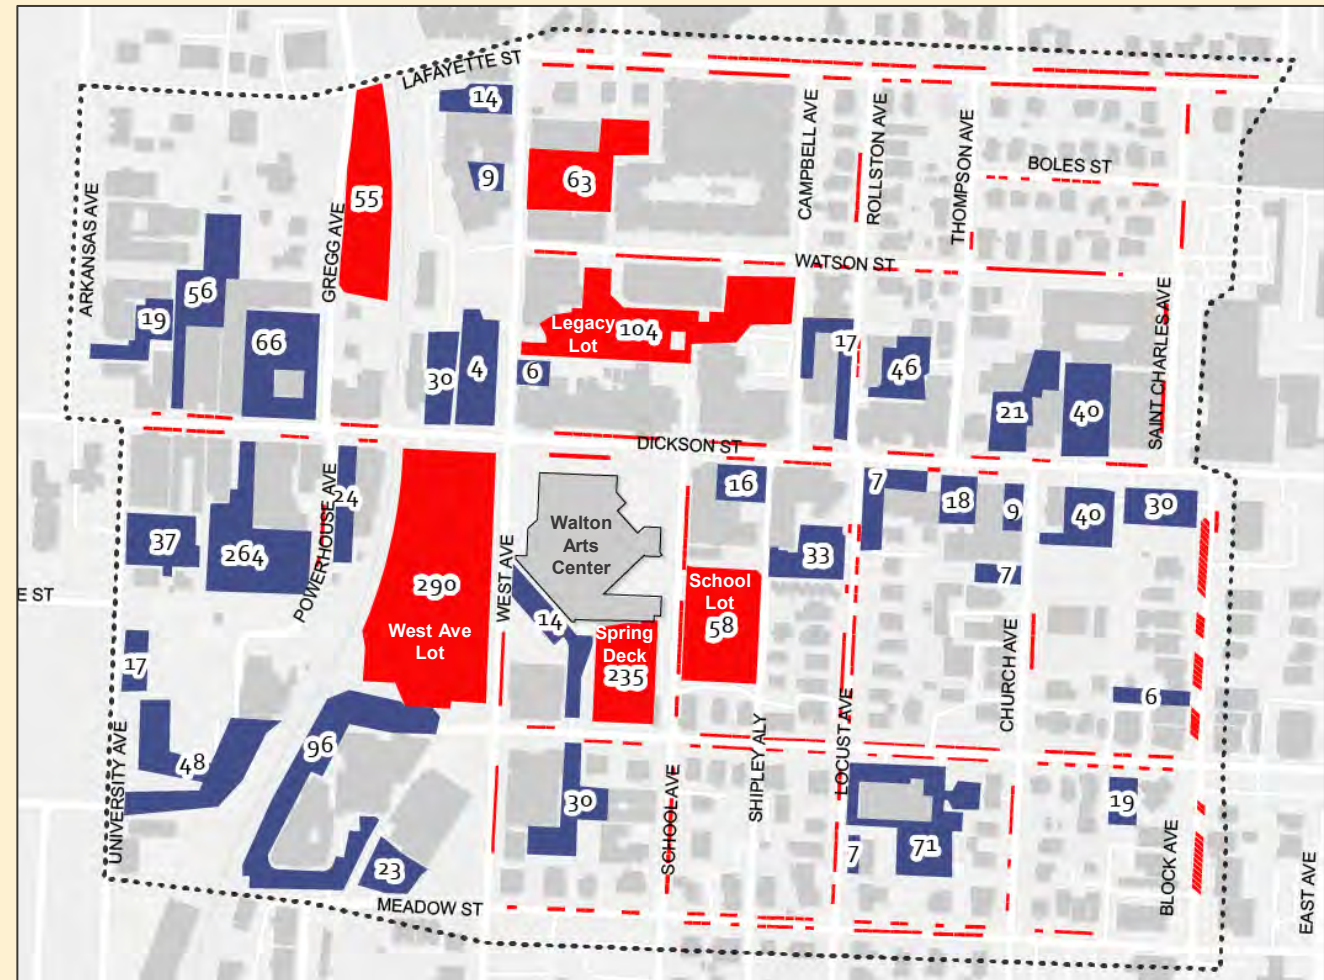 LAFAYETTE ST
14
55
9
63
CAMPBELL AVE
ROLLSTON AVE
THOMPSON AVE
BOLES ST
ARKANSAS AVE
GREGG AVE
WATSON ST
56
19
66
30
4
6
Legacy
Lot
104
17
46
21
40
SAINT CHARLES AVE
DICKSON ST
POWERHOUSE AVE
24
37
264
290
West Ave
Lot
WEST AVE
Walton
Arts
Center
14
Spring
Deck
235
School
Lot
58
16
33
7
18
9
40
30
7
E ST
17
48
96
UNIVERSITY AVE
23
30
SCHOOL AVE
SHIPLEY ALY
LOCUST AVE
CHURCH AVE
6
7
71
19
BLOCK AVE
EAST AVE
MEADOW ST